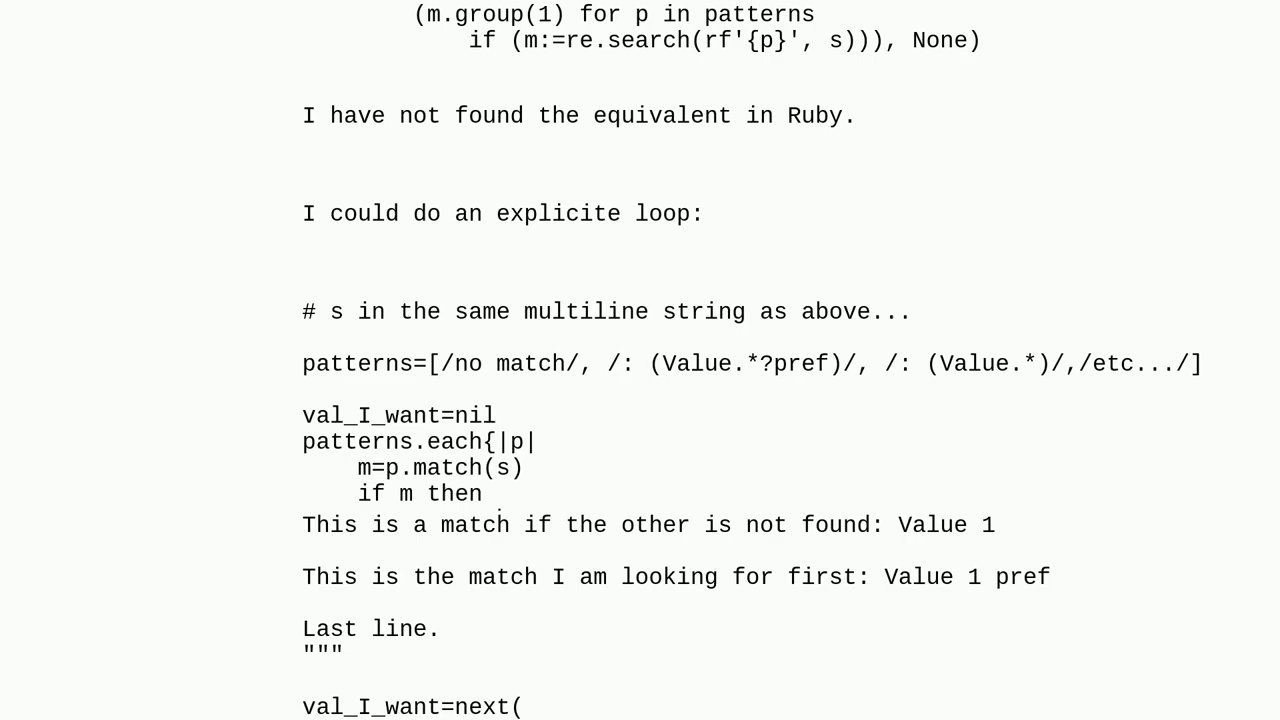 (m.group(1) for p in patterns
if (m:=re.search(rf'{p}', s))), None)
I have not found the equivalent in Ruby.
I could do an explicite loop:
# s in the same multiline string as above...
patterns=[/no match/, /: (Value.*?pref)/, /: (Value.*)/,/etc.../]
val_I_want=nil
patterns.each{|p|
m=p.match(s)
if m then
This is a match if the other is not found: Value 1
This is the match I am looking for first: Value 1 pref
Last line.
"""
val_I_want=next(